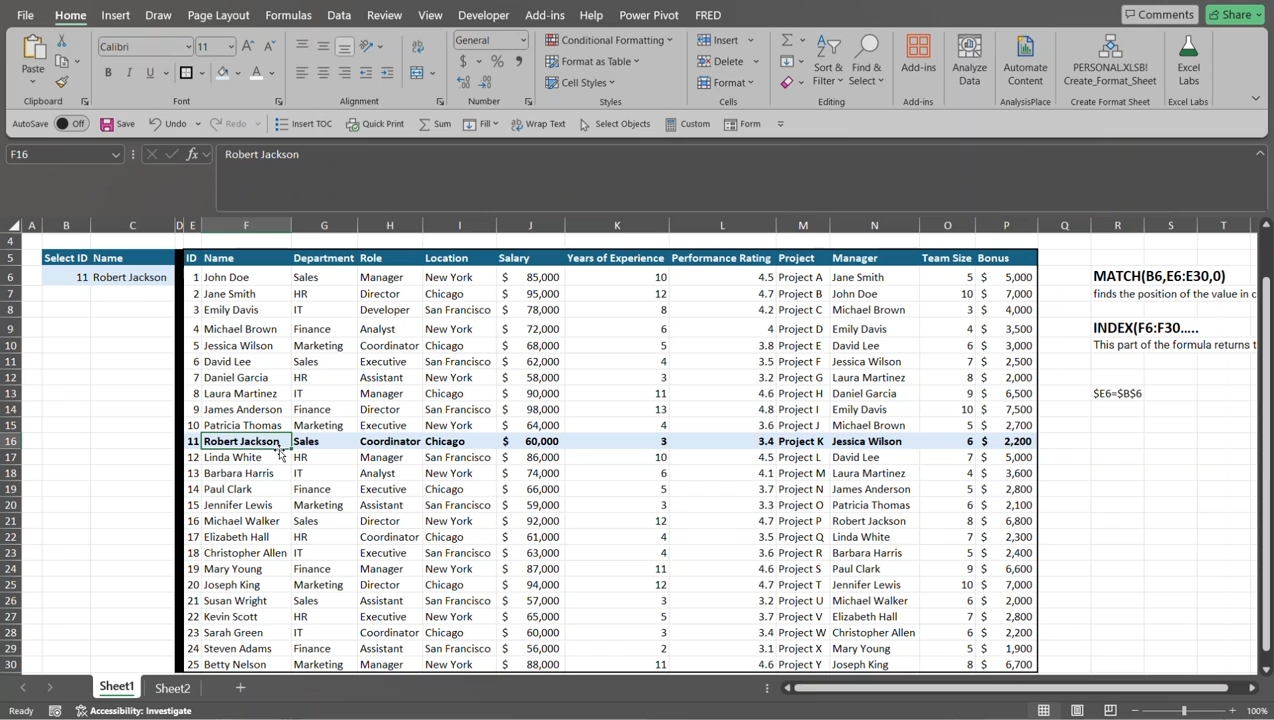 File Home Insert Draw Page Layout Formulas Data Review View Developer Add-ins Help Power Pivot FRED Comments Share
Paste Calibri 11 B I U A General $ % Conditional Formatting Format as Table Cell Styles Insert Delete Format Sort & Filter Find & Select Add-ins Analyze Data Automate Content PERSONAL.XLSB! Create_Format_Sheet Excel Labs
Clipboard Font Alignment Number Styles Cells Editing Add-ins AnalysisPlace Create Format Sheet Excel Labs
AutoSave Off Save Undo Redo Insert TOC Quick Print Sum Fill Wrap Text Select Objects Custom Form
F16 fx Robert Jackson
A B C D E F G H I J K L M N O P Q R S T
4
5 Select ID Name ID Name Department Role Location Salary Years of Experience Performance Rating Project Manager Team Size Bonus
6 11 Robert Jackson 1 John Doe Sales Manager New York $ 85,000 10 4.5 Project A Jane Smith 5 $ 5,000 MATCH(B6,E6:E30,0)
7 2 Jane Smith HR Director Chicago $ 95,000 12 4.7 Project B John Doe 10 $ 7,000 finds the position of the value in c
8 3 Emily Davis IT Developer San Francisco $ 78,000 8 4.2 Project C Michael Brown 3 $ 4,000
9 4 Michael Brown Finance Analyst New York $ 72,000 6 4 Project D Emily Davis 4 $ 3,500 INDEX(F6:F30.....
10 5 Jessica Wilson Marketing Coordinator Chicago $ 68,000 5 3.8 Project E David Lee 6 $ 3,000 This part of the formula returns t
11 6 David Lee Sales Executive San Francisco $ 62,000 4 3.5 Project F Jessica Wilson 7 $ 2,500
12 7 Daniel Garcia HR Assistant New York $ 58,000 3 3.2 Project G Laura Martinez 8 $ 2,000
13 8 Laura Martinez IT Manager Chicago $ 90,000 11 4.6 Project H Daniel Garcia 9 $ 6,500 $E6=$B$6
14 9 James Anderson Finance Director San Francisco $ 98,000 13 4.8 Project I Emily Davis 10 $ 7,500
15 10 Patricia Thomas Marketing Executive New York $ 64,000 4 3.6 Project J Michael Brown 5 $ 2,700
16 11 Robert Jackson Sales Coordinator Chicago $ 60,000 3 3.4 Project K Jessica Wilson 6 $ 2,200
17 12 Linda White HR Manager San Francisco $ 86,000 10 4.5 Project L David Lee 7 $ 5,000
18 13 Barbara Harris IT Analyst New York $ 74,000 6 4.1 Project M Laura Martinez 4 $ 3,600
19 14 Paul Clark Finance Executive Chicago $ 66,000 5 3.7 Project N James Anderson 5 $ 2,800
20 15 Jennifer Lewis Marketing Assistant San Francisco $ 59,000 3 3.3 Project O Patricia Thomas 6 $ 2,100
21 16 Michael Walker Sales Director New York $ 92,000 12 4.7 Project P Robert Jackson 8 $ 6,800
22 17 Elizabeth Hall HR Coordinator Chicago $ 61,000 4 3.5 Project Q Linda White 7 $ 2,300
23 18 Christopher Allen IT Executive San Francisco $ 63,000 4 3.6 Project R Barbara Harris 5 $ 2,400
24 19 Mary Young Finance Manager New York $ 87,000 11 4.6 Project S Paul Clark 9 $ 6,600
25 20 Joseph King Marketing Director Chicago $ 94,000 12 4.7 Project T Jennifer Lewis 10 $ 7,000
26 21 Susan Wright Sales Assistant San Francisco $ 57,000 3 3.2 Project U Michael Walker 6 $ 2,000
27 22 Kevin Scott HR Executive New York $ 65,000 5 3.7 Project V Elizabeth Hall 7 $ 2,800
28 23 Sarah Green IT Coordinator Chicago $ 60,000 3 3.4 Project W Christopher Allen 6 $ 2,200
29 24 Steven Adams Finance Assistant San Francisco $ 56,000 2 3.1 Project X Mary Young 5 $ 1,900
30 25 Betty Nelson Marketing Manager New York $ 88,000 11 4.6 Project Y Joseph King 8 $ 6,700
Sheet1 Sheet2
Ready Accessibility: Investigate 100%